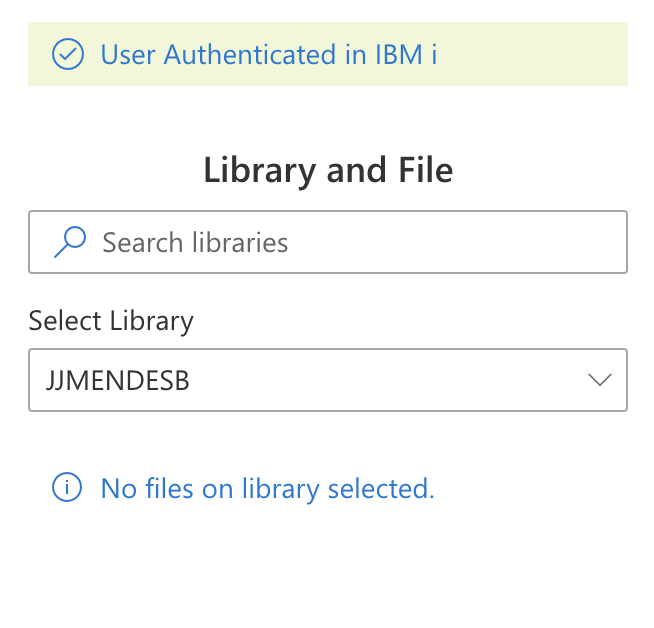 User Authenticated in IBM i
Library and File
Search libraries
Select Library
JJMENDESB
No files on library selected.